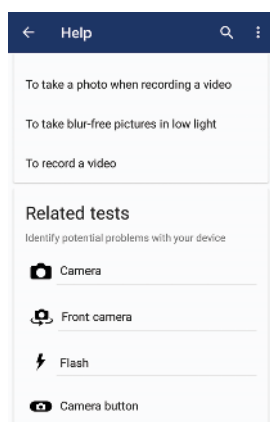 Help
To take a photo when recording a video
To take blur-free pictures in low light
To record a video
Related tests
Identify potential problems with your device
Camera
Front camera
Flash
Camera button